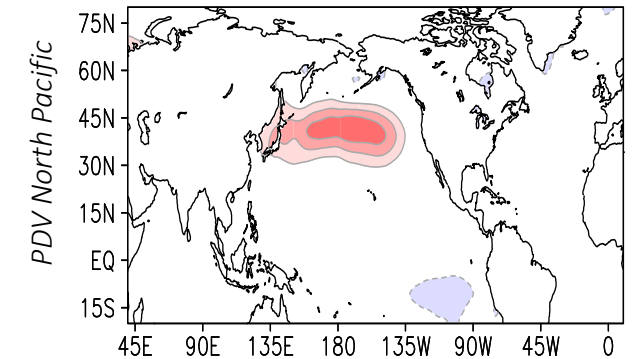 PDV North Pacific
75N
60N
45N
30N
15N
EQ
15S
45E 90E 135E 180 135W 90W 45W 0